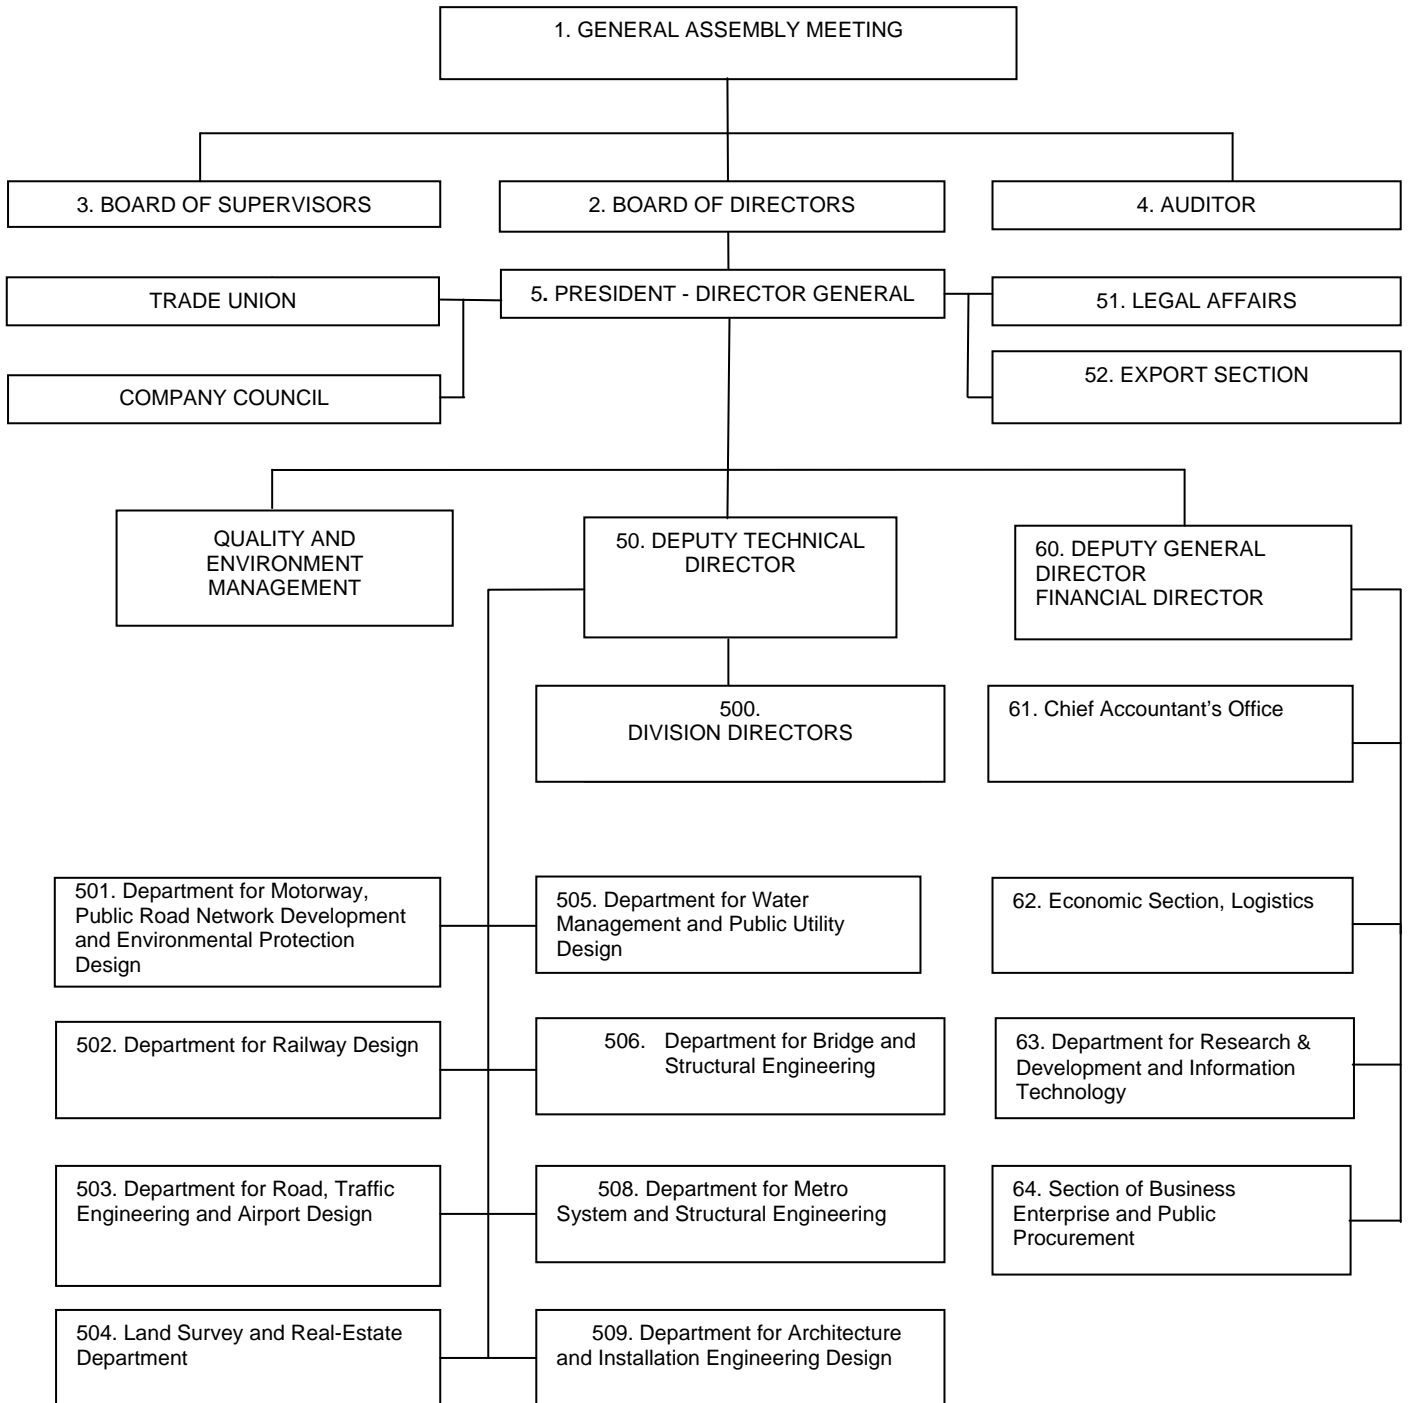 1. GENERAL ASSEMBLY MEETING
3. BOARD OF SUPERVISORS
2. BOARD OF DIRECTORS
4. AUDITOR
TRADE UNION
5. PRESIDENT - DIRECTOR GENERAL
51. LEGAL AFFAIRS
COMPANY COUNCIL
52. EXPORT SECTION
QUALITY AND
ENVIRONMENT
MANAGEMENT
50. DEPUTY TECHNICAL
DIRECTOR
60. DEPUTY GENERAL
DIRECTOR
FINANCIAL DIRECTOR
500.
DIVISION DIRECTORS
61. Chief Accountant’s Office
501. Department for Motorway,
Public Road Network Development
and Environmental Protection
Design
505. Department for Water
Management and Public Utility
Design
62. Economic Section, Logistics
502. Department for Railway Design
506. Department for Bridge and
Structural Engineering
63. Department for Research &
Development and Information
Technology
503. Department for Road, Traffic
Engineering and Airport Design
508. Department for Metro
System and Structural Engineering
64. Section of Business
Enterprise and Public
Procurement
504. Land Survey and Real-Estate
Department
509. Department for Architecture
and Installation Engineering Design